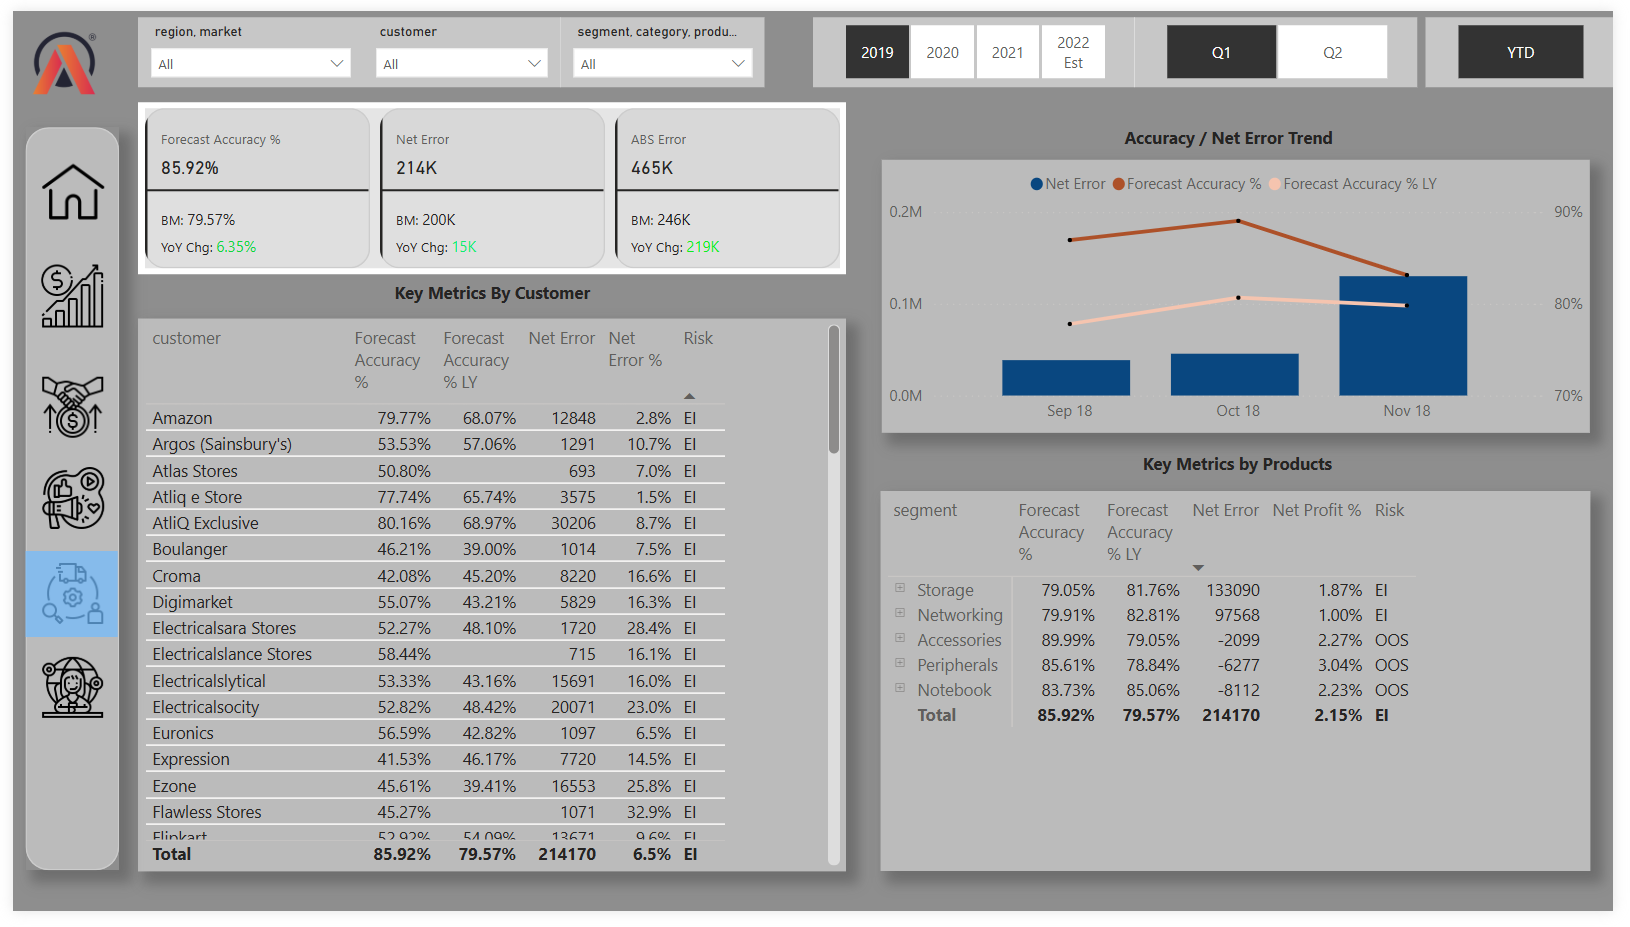 region, market
customer
segment, category, produ...
All
All
All
2019
2020
2021
2022
Est
Q1
Q2
YTD
Forecast Accuracy %
85.92%
BM: 79.57%
YoY Chg: 6.35%
Net Error
214K
BM: 200K
YoY Chg: 15K
ABS Error
465K
BM: 246K
YoY Chg: 219K
Key Metrics By Customer
customer Forecast Accuracy % Forecast Accuracy % LY Net Error Net Error % Risk
Amazon 79.77% 68.07% 12848 2.8% EI
Argos (Sainsbury's) 53.53% 57.06% 1291 10.7% EI
Atlas Stores 50.80% 693 7.0% EI
Atliq e Store 77.74% 65.74% 3575 1.5% EI
AtliQ Exclusive 80.16% 68.97% 30206 8.7% EI
Boulanger 46.21% 39.00% 1014 7.5% EI
Croma 42.08% 45.20% 8220 16.6% EI
Digimarket 55.07% 43.21% 5829 16.3% EI
Electricalsara Stores 52.27% 48.10% 1720 28.4% EI
Electricalslance Stores 58.44% 715 16.1% EI
Electricalslytical 53.33% 43.16% 15691 16.0% EI
Electricalsocity 52.82% 48.42% 20071 23.0% EI
Euronics 56.59% 42.82% 1097 6.5% EI
Expression 41.53% 46.17% 7720 14.5% EI
Ezone 45.61% 39.41% 16553 25.8% EI
Flawless Stores 45.27% 1071 32.9% EI
Flipkart 52.92% 54.09% 13671 9.6% EI
Total 85.92% 79.57% 214170 6.5% EI
Accuracy / Net Error Trend
Net Error Forecast Accuracy % Forecast Accuracy % LY
0.2M 90%
0.1M 80%
0.0M 70%
Sep 18 Oct 18 Nov 18
Key Metrics by Products
segment Forecast Accuracy % Forecast Accuracy % LY Net Error Net Profit % Risk
Storage 79.05% 81.76% 133090 1.87% EI
Networking 79.91% 82.81% 97568 1.00% EI
Accessories 89.99% 79.05% -2099 2.27% OOS
Peripherals 85.61% 78.84% -6277 3.04% OOS
Notebook 83.73% 85.06% -8112 2.23% OOS
Total 85.92% 79.57% 214170 2.15% EI